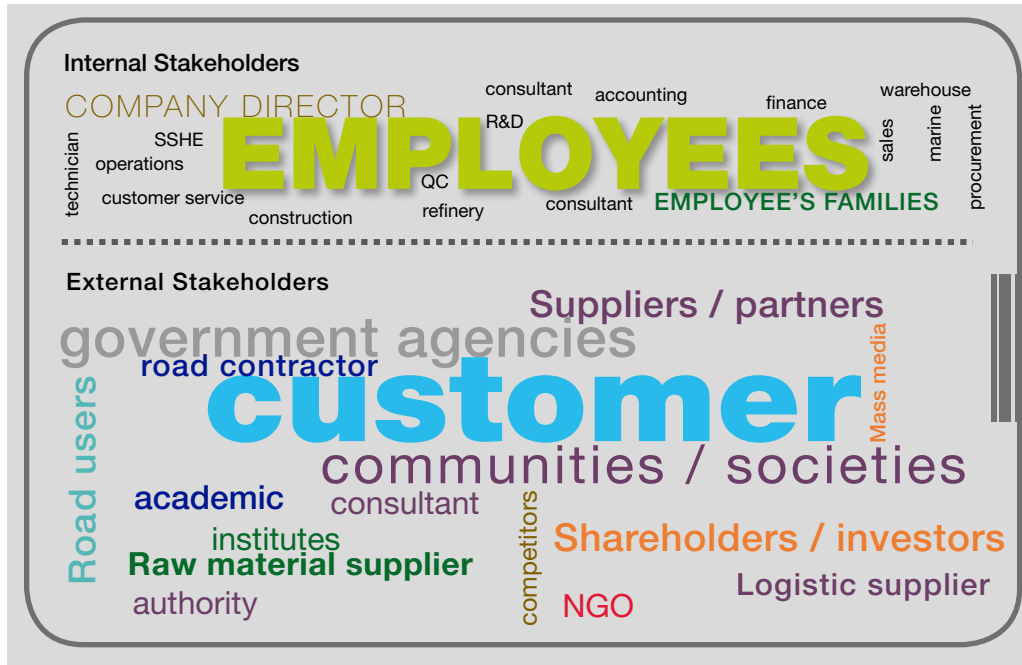 Internal Stakeholders
COMPANY DIRECTOR
consultant
accounting
finance
warehouse
technician
SSHE
operations
R&D
EMPLOYEES
sales
marine
procurement
customer service
QC
construction
refinery
consultant
EMPLOYEE'S FAMILIES
External Stakeholders
Suppliers / partners
government agencies
road contractor
customer
Mass media
Road users
communities / societies
academic
consultant
institutes
competitors
Shareholders / investors
Raw material supplier
Logistic supplier
authority
NGO